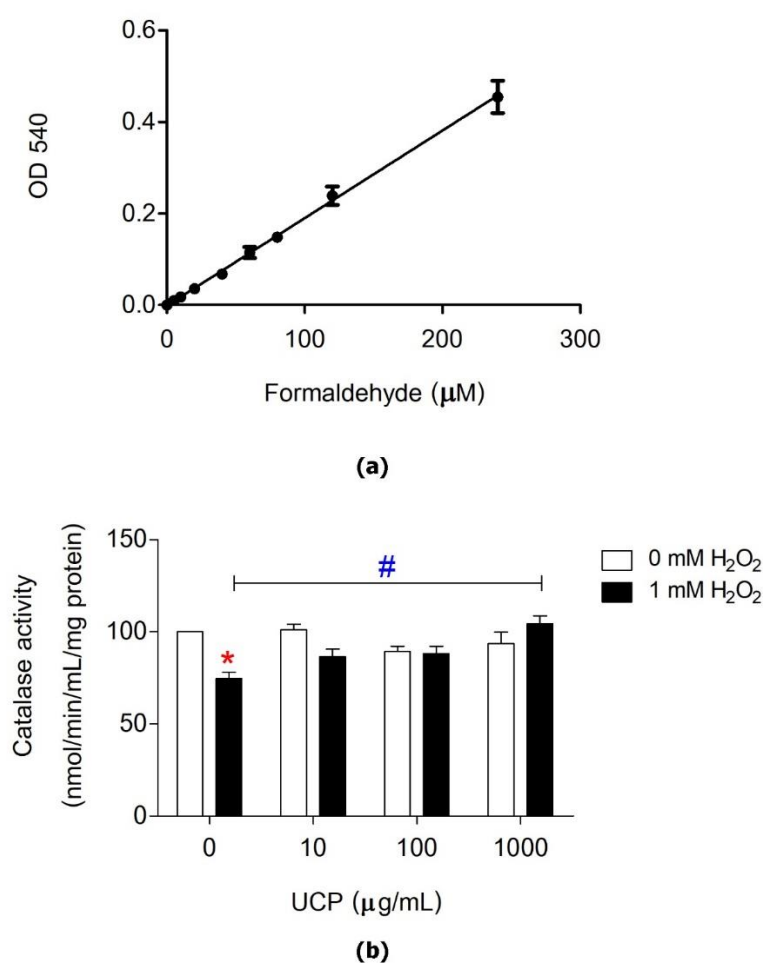 0.6
0.4
0.2
0.0
OD 540
0 100 200 300
Formaldehyde (μM)
(a)
150
100
50
0
Catalase activity
(nmol/min/mL/mg protein)
#
*
0 mM H₂O₂
1 mM H₂O₂
0 10 100 1000
UCP (μg/mL)
(b)